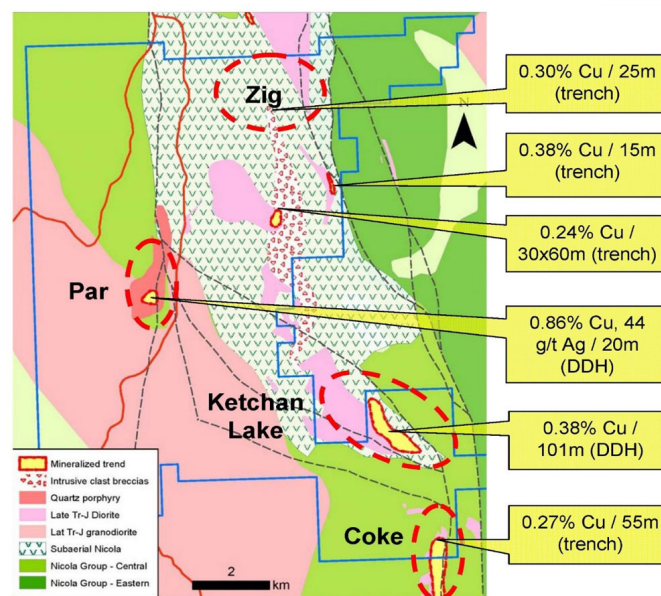 Zig
N
Par
Ketchan
Lake
Coke
0.30% Cu / 25m
(trench)
0.38% Cu / 15m
(trench)
0.24% Cu /
30x60m (trench)
0.86% Cu, 44
g/t Ag / 20m
(DDH)
0.38% Cu /
101m (DDH)
0.27% Cu / 55m
(trench)
Mineralized trend
Intrusive clast breccias
Quartz porphyry
Late Tr-J Diorite
Lat Tr-J granodiorite
Subaerial Nicola
Nicola Group - Central
Nicola Group - Eastern
2
km